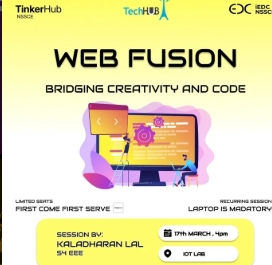 TinkerHub
NSSCE
TechHUB
iEDC
NSSC
WEB FUSION
BRIDGING CREATIVITY AND CODE
LIMITED SEATS
FIRST COME FIRST SERVE
RECURRING SESSION
LAPTOP IS MADATORY
SESSION BY:
KALADHARAN LAL
S4 EEE
17th MARCH , 4pm
IOT LAB